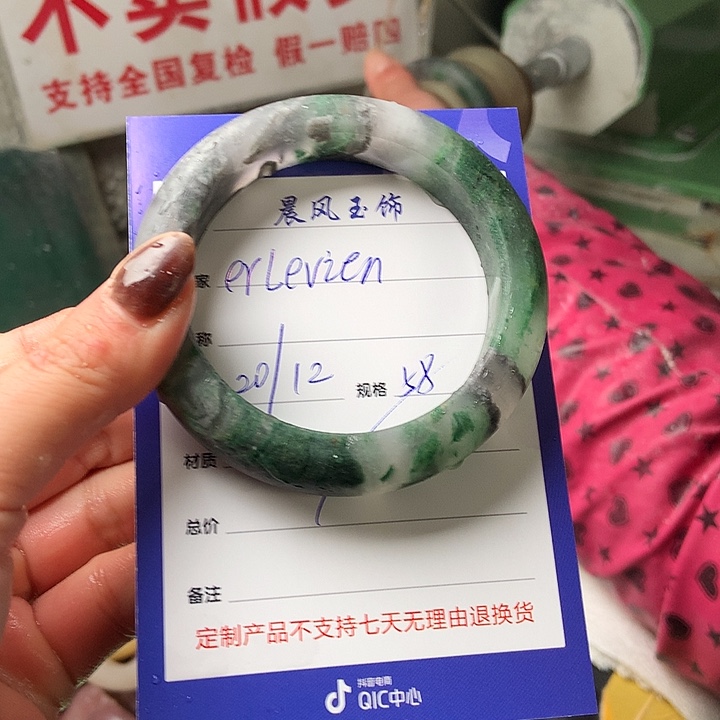 支持全国复检 假一赔四
晨风玉饰
家 erLevien
称
20/12 规格 58
材质
总价
备注
定制产品不支持七天无理由退换货
抖音电商
QIC中心